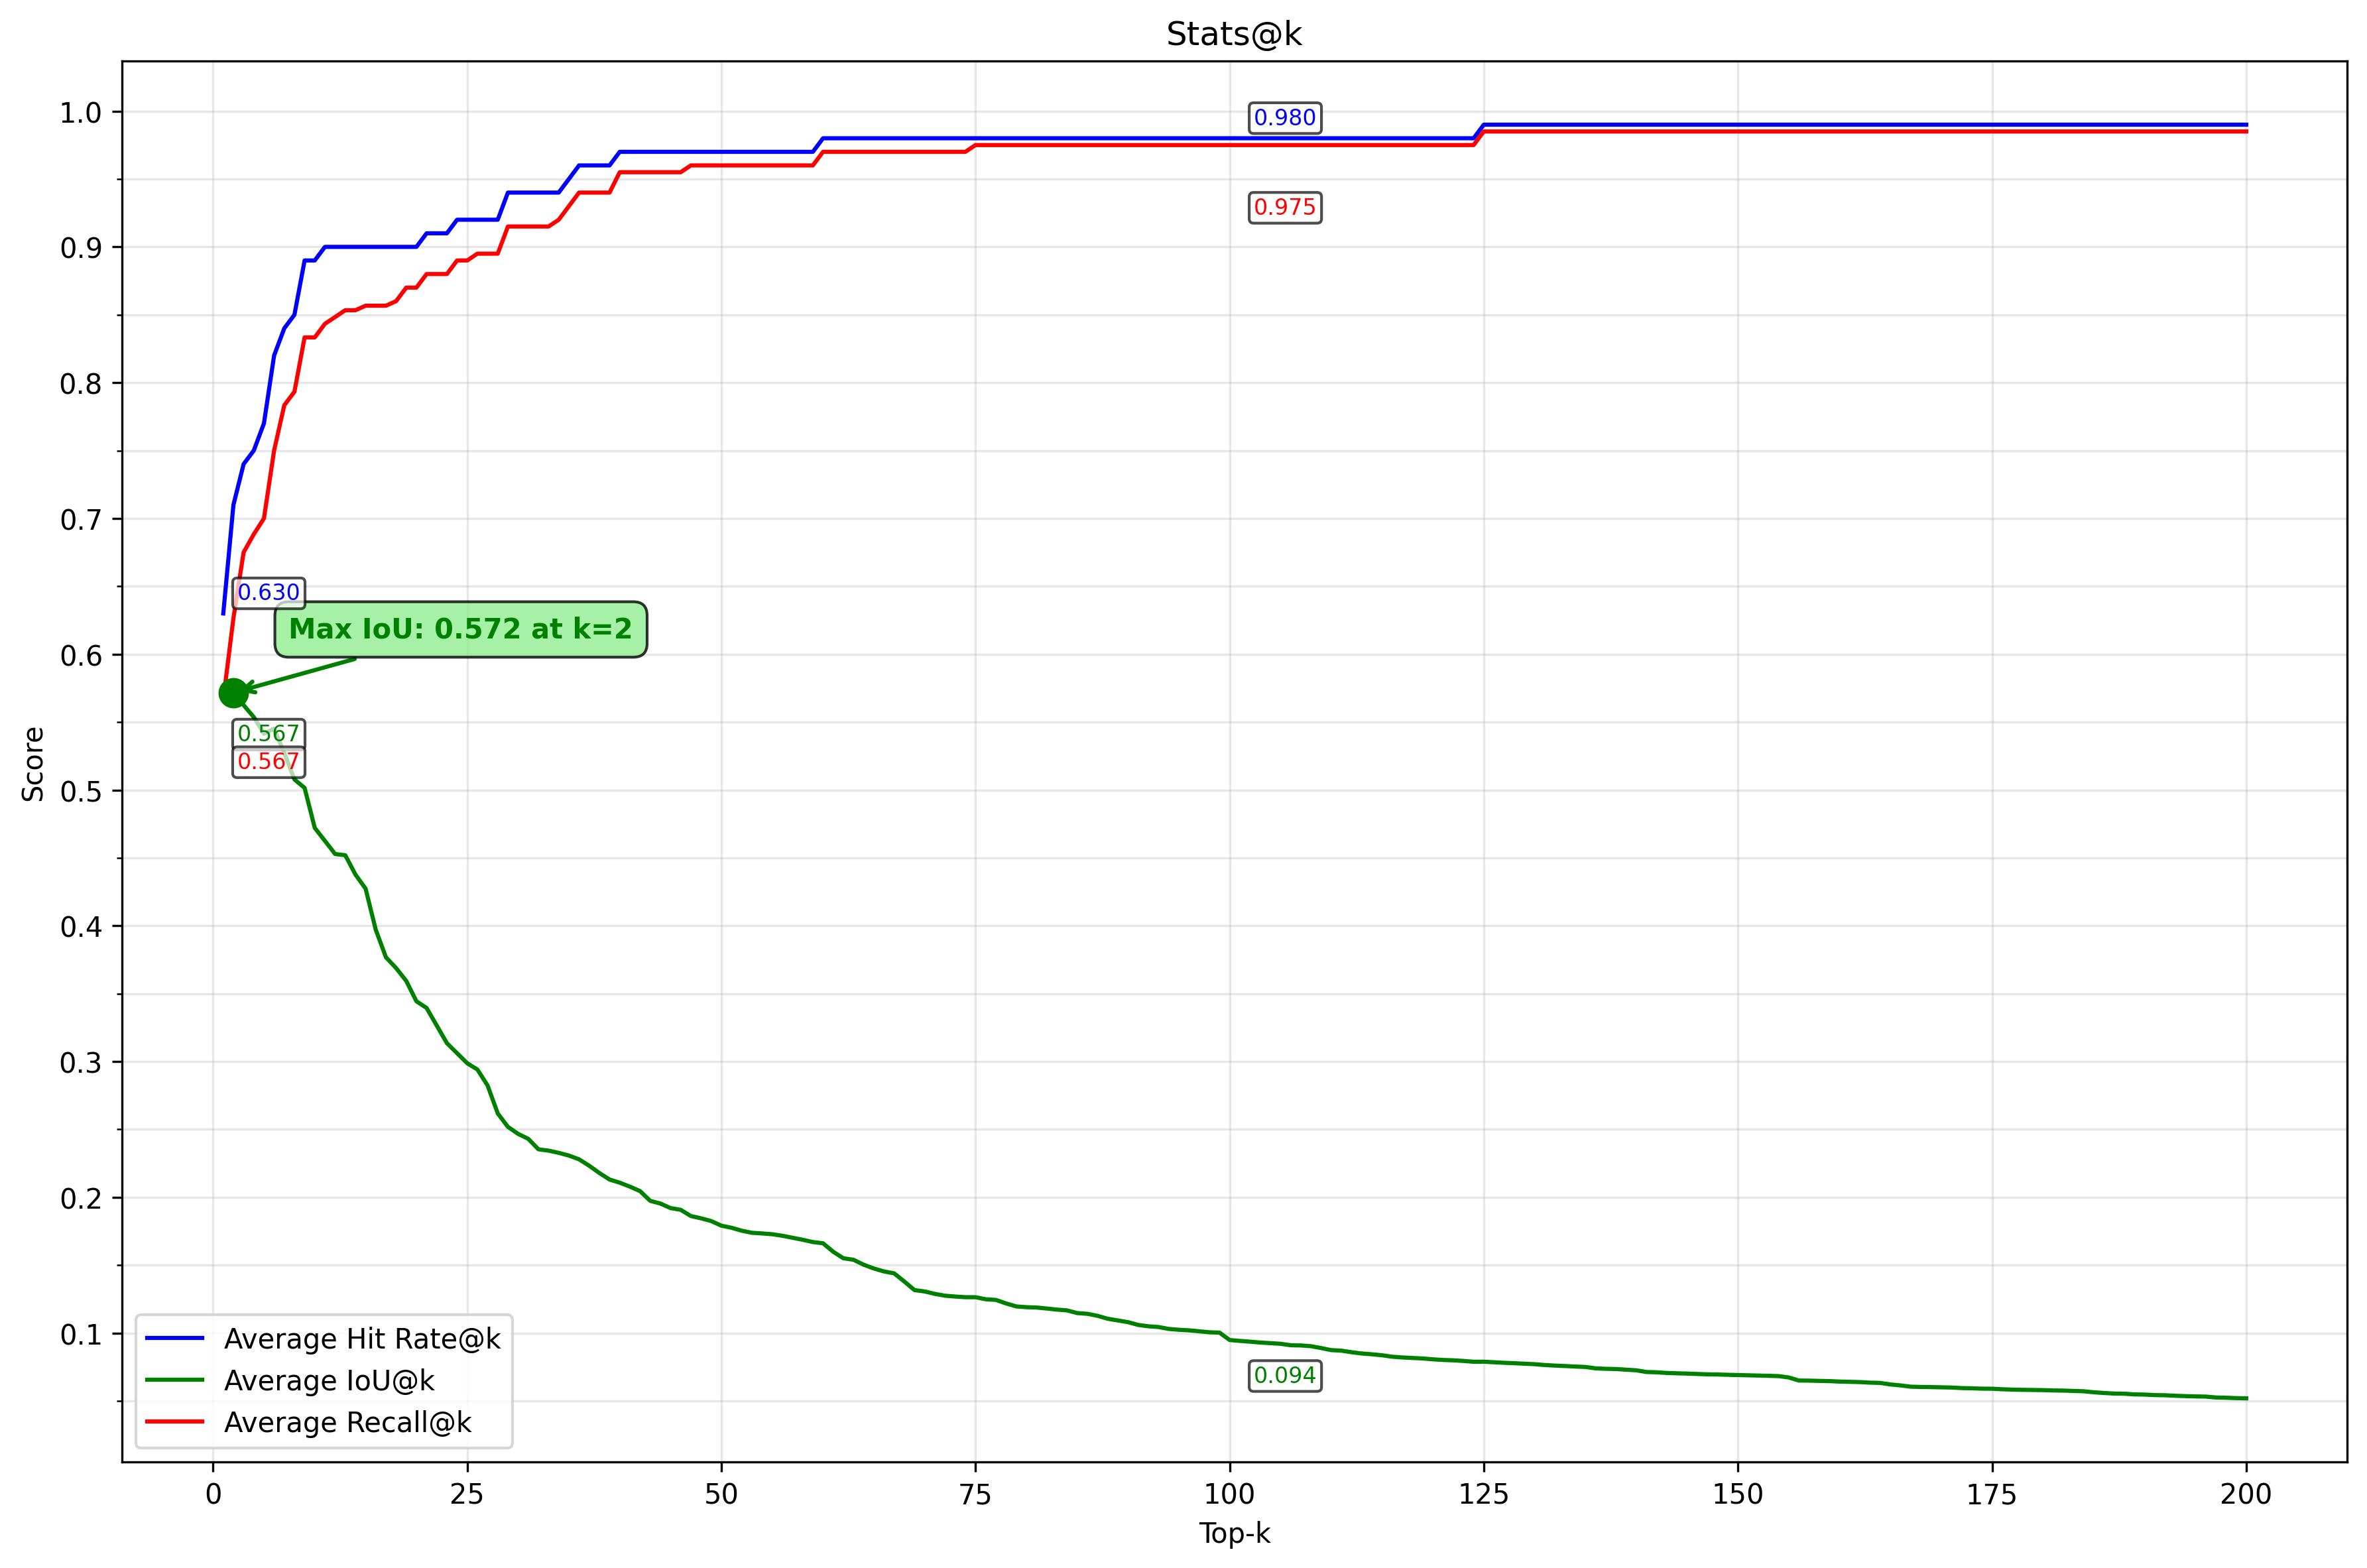 Stats@k
1.0
0.9
0.8
0.7
0.6
0.5
0.4
0.3
0.2
0.1
Score
0.980
0.975
0.630
Max IoU: 0.572 at k=2
0.567
0.567
0.094
Average Hit Rate@k
Average IoU@k
Average Recall@k
0 25 50 75 100 125 150 175 200
Top-k